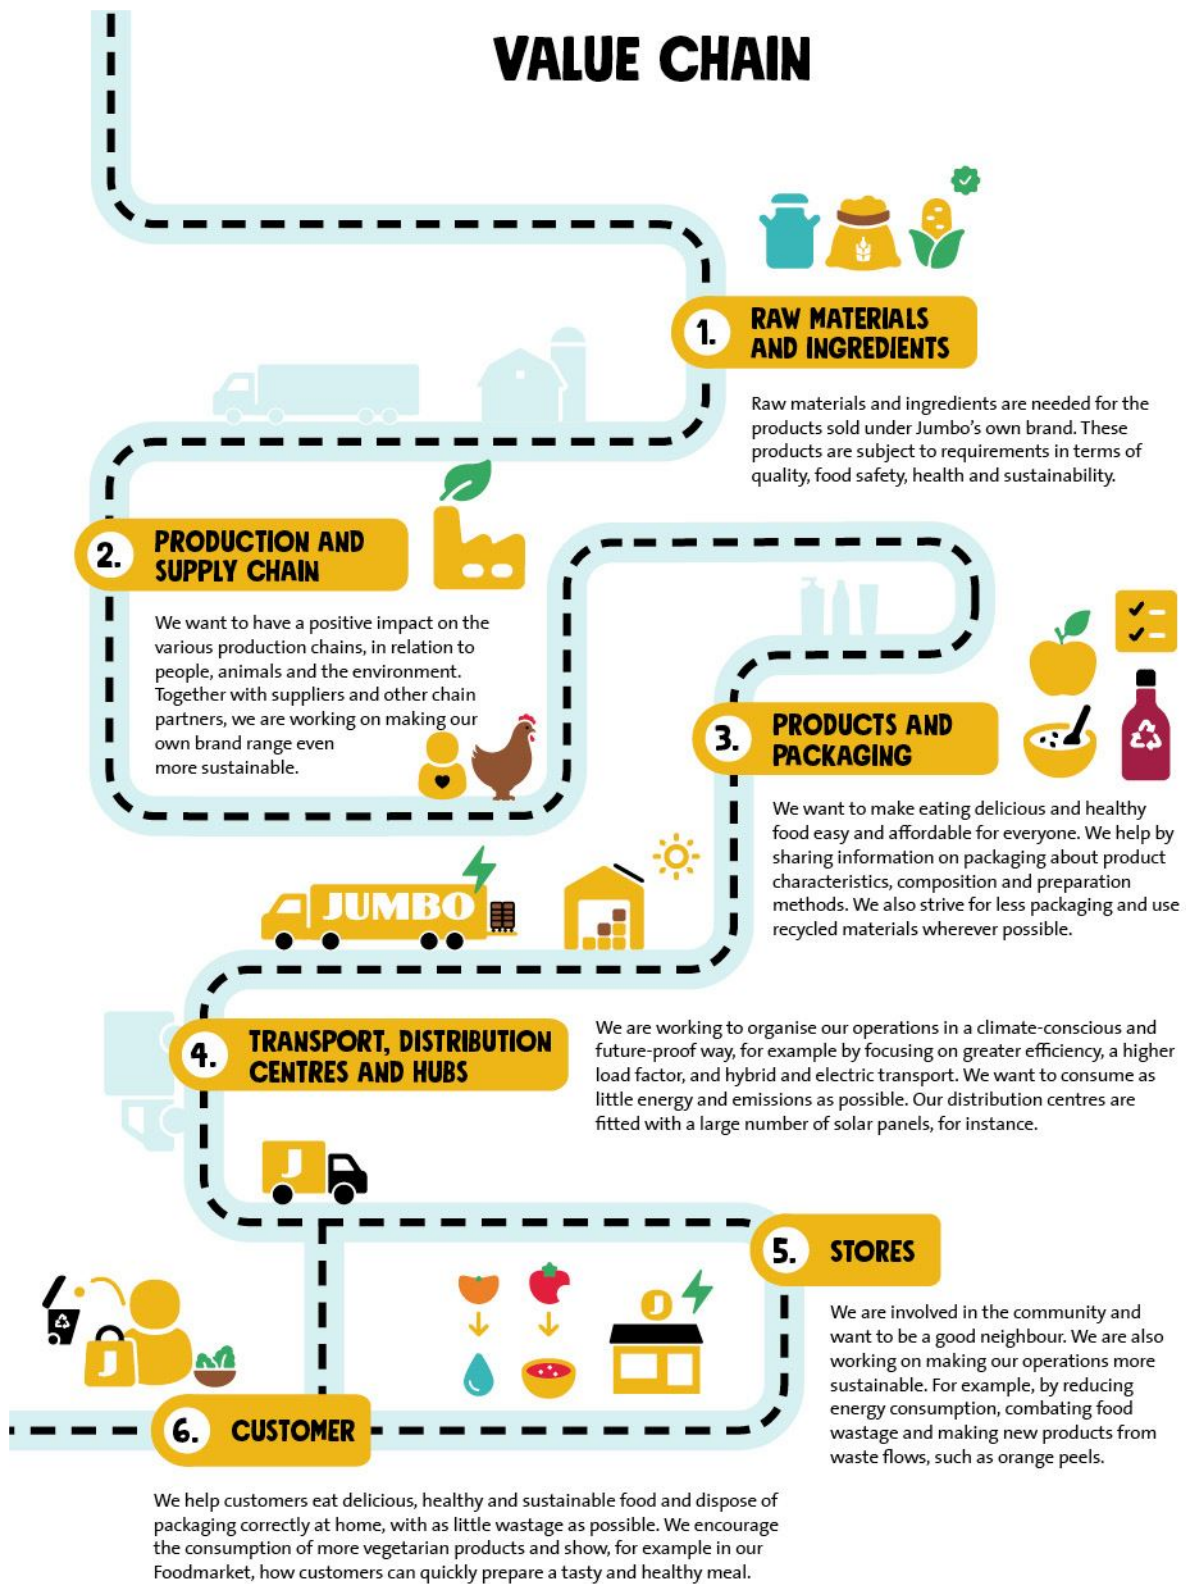 VALUE CHAIN
1.
RAW MATERIALS
AND INGREDIENTS
Raw materials and ingredients are needed for the
products sold under Jumbo's own brand. These
products are subject to requirements in terms of
quality, food safety, health and sustainability.
2.
PRODUCTION AND
SUPPLY CHAIN
We want to have a positive impact on the
various production chains, in relation to
people, animals and the environment.
Together with suppliers and other chain
partners, we are working on making our
own brand range even
more sustainable.
3.
PRODUCTS AND
PACKAGING
We want to make eating delicious and healthy
food easy and affordable for everyone. We help by
sharing information on packaging about product
characteristics, composition and preparation
methods. We also strive for less packaging and use
recycled materials wherever possible.
JUMBO
4.
TRANSPORT, DISTRIBUTION
CENTRES AND HUBS
We are working to organise our operations in a climate-conscious and
future-proof way, for example by focusing on greater efficiency, a higher
load factor, and hybrid and electric transport. We want to consume as
little energy and emissions as possible. Our distribution centres are
fitted with a large number of solar panels, for instance.
J
5.
STORES
We are involved in the community and
want to be a good neighbour. We are also
working on making our operations more
sustainable. For example, by reducing
energy consumption, combating food
wastage and making new products from
waste flows, such as orange peels.
J
J
6.
CUSTOMER
We help customers eat delicious, healthy and sustainable food and dispose of
packaging correctly at home, with as little wastage as possible. We encourage
the consumption of more vegetarian products and show, for example in our
Foodmarket, how customers can quickly prepare a tasty and healthy meal.